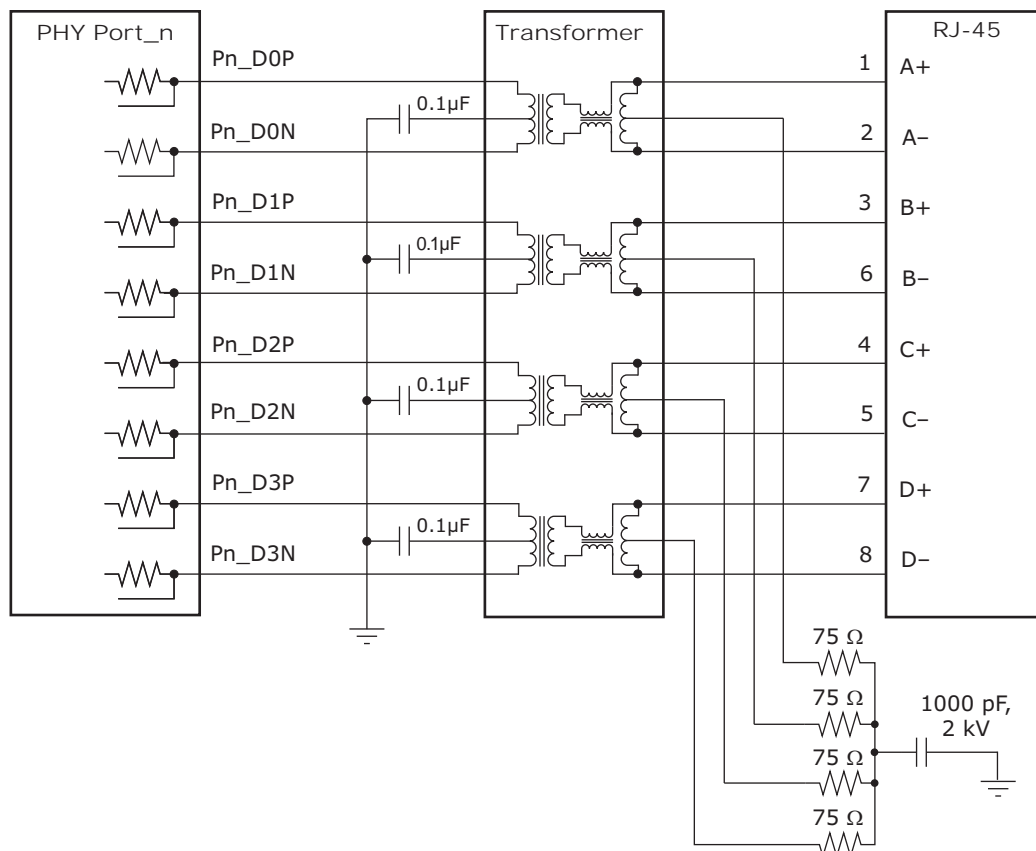 PHY Port_n
Transformer
RJ-45
Pn_D0P
1
A+
0.1µF
Pn_D0N
2
A–
Pn_D1P
3
B+
0.1µF
Pn_D1N
6
B–
Pn_D2P
4
C+
0.1µF
Pn_D2N
5
C–
Pn_D3P
7
D+
0.1µF
Pn_D3N
8
D–
75 Ω
75 Ω
1000 pF,
2 kV
75 Ω
75 Ω